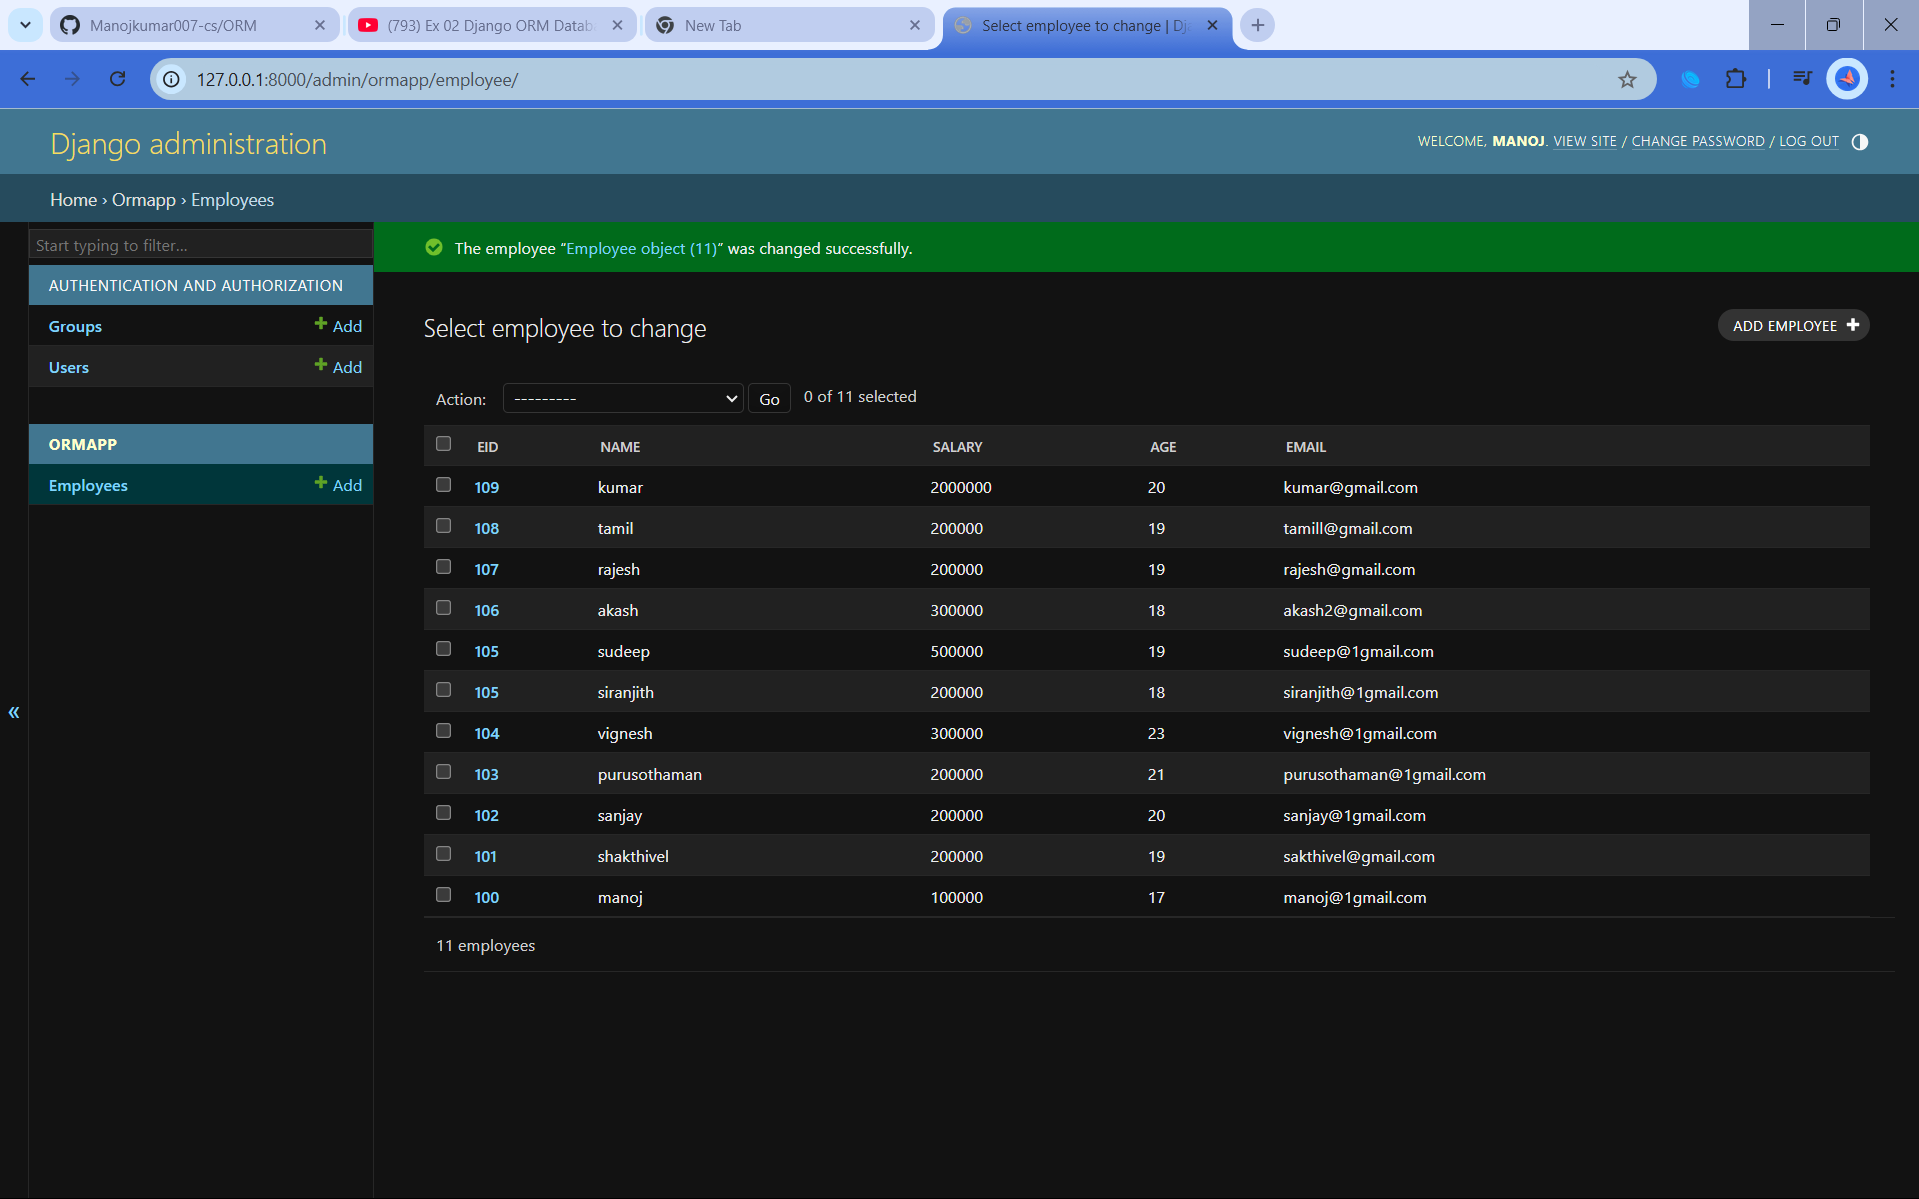 Manojkumar007-cs/ORM
(793) Ex 02 Django ORM Datab
New Tab
Select employee to change | Dj
127.0.0.1:8000/admin/ormapp/employee/
Django administration
WELCOME, MANOJ. VIEW SITE / CHANGE PASSWORD / LOG OUT
Home › Ormapp › Employees
Start typing to filter...
AUTHENTICATION AND AUTHORIZATION
Groups + Add
Users + Add
ORMAPP
Employees + Add
«
The employee “Employee object (11)” was changed successfully.
Select employee to change
ADD EMPLOYEE +
Action: --------- Go 0 of 11 selected
EID NAME SALARY AGE EMAIL
109 kumar 2000000 20 kumar@gmail.com
108 tamil 200000 19 tamill@gmail.com
107 rajesh 200000 19 rajesh@gmail.com
106 akash 300000 18 akash2@gmail.com
105 sudeep 500000 19 sudeep@1gmail.com
105 siranjith 200000 18 siranjith@1gmail.com
104 vignesh 300000 23 vignesh@1gmail.com
103 purusothaman 200000 21 purusothaman@1gmail.com
102 sanjay 200000 20 sanjay@1gmail.com
101 shakthivel 200000 19 sakthivel@gmail.com
100 manoj 100000 17 manoj@1gmail.com
11 employees